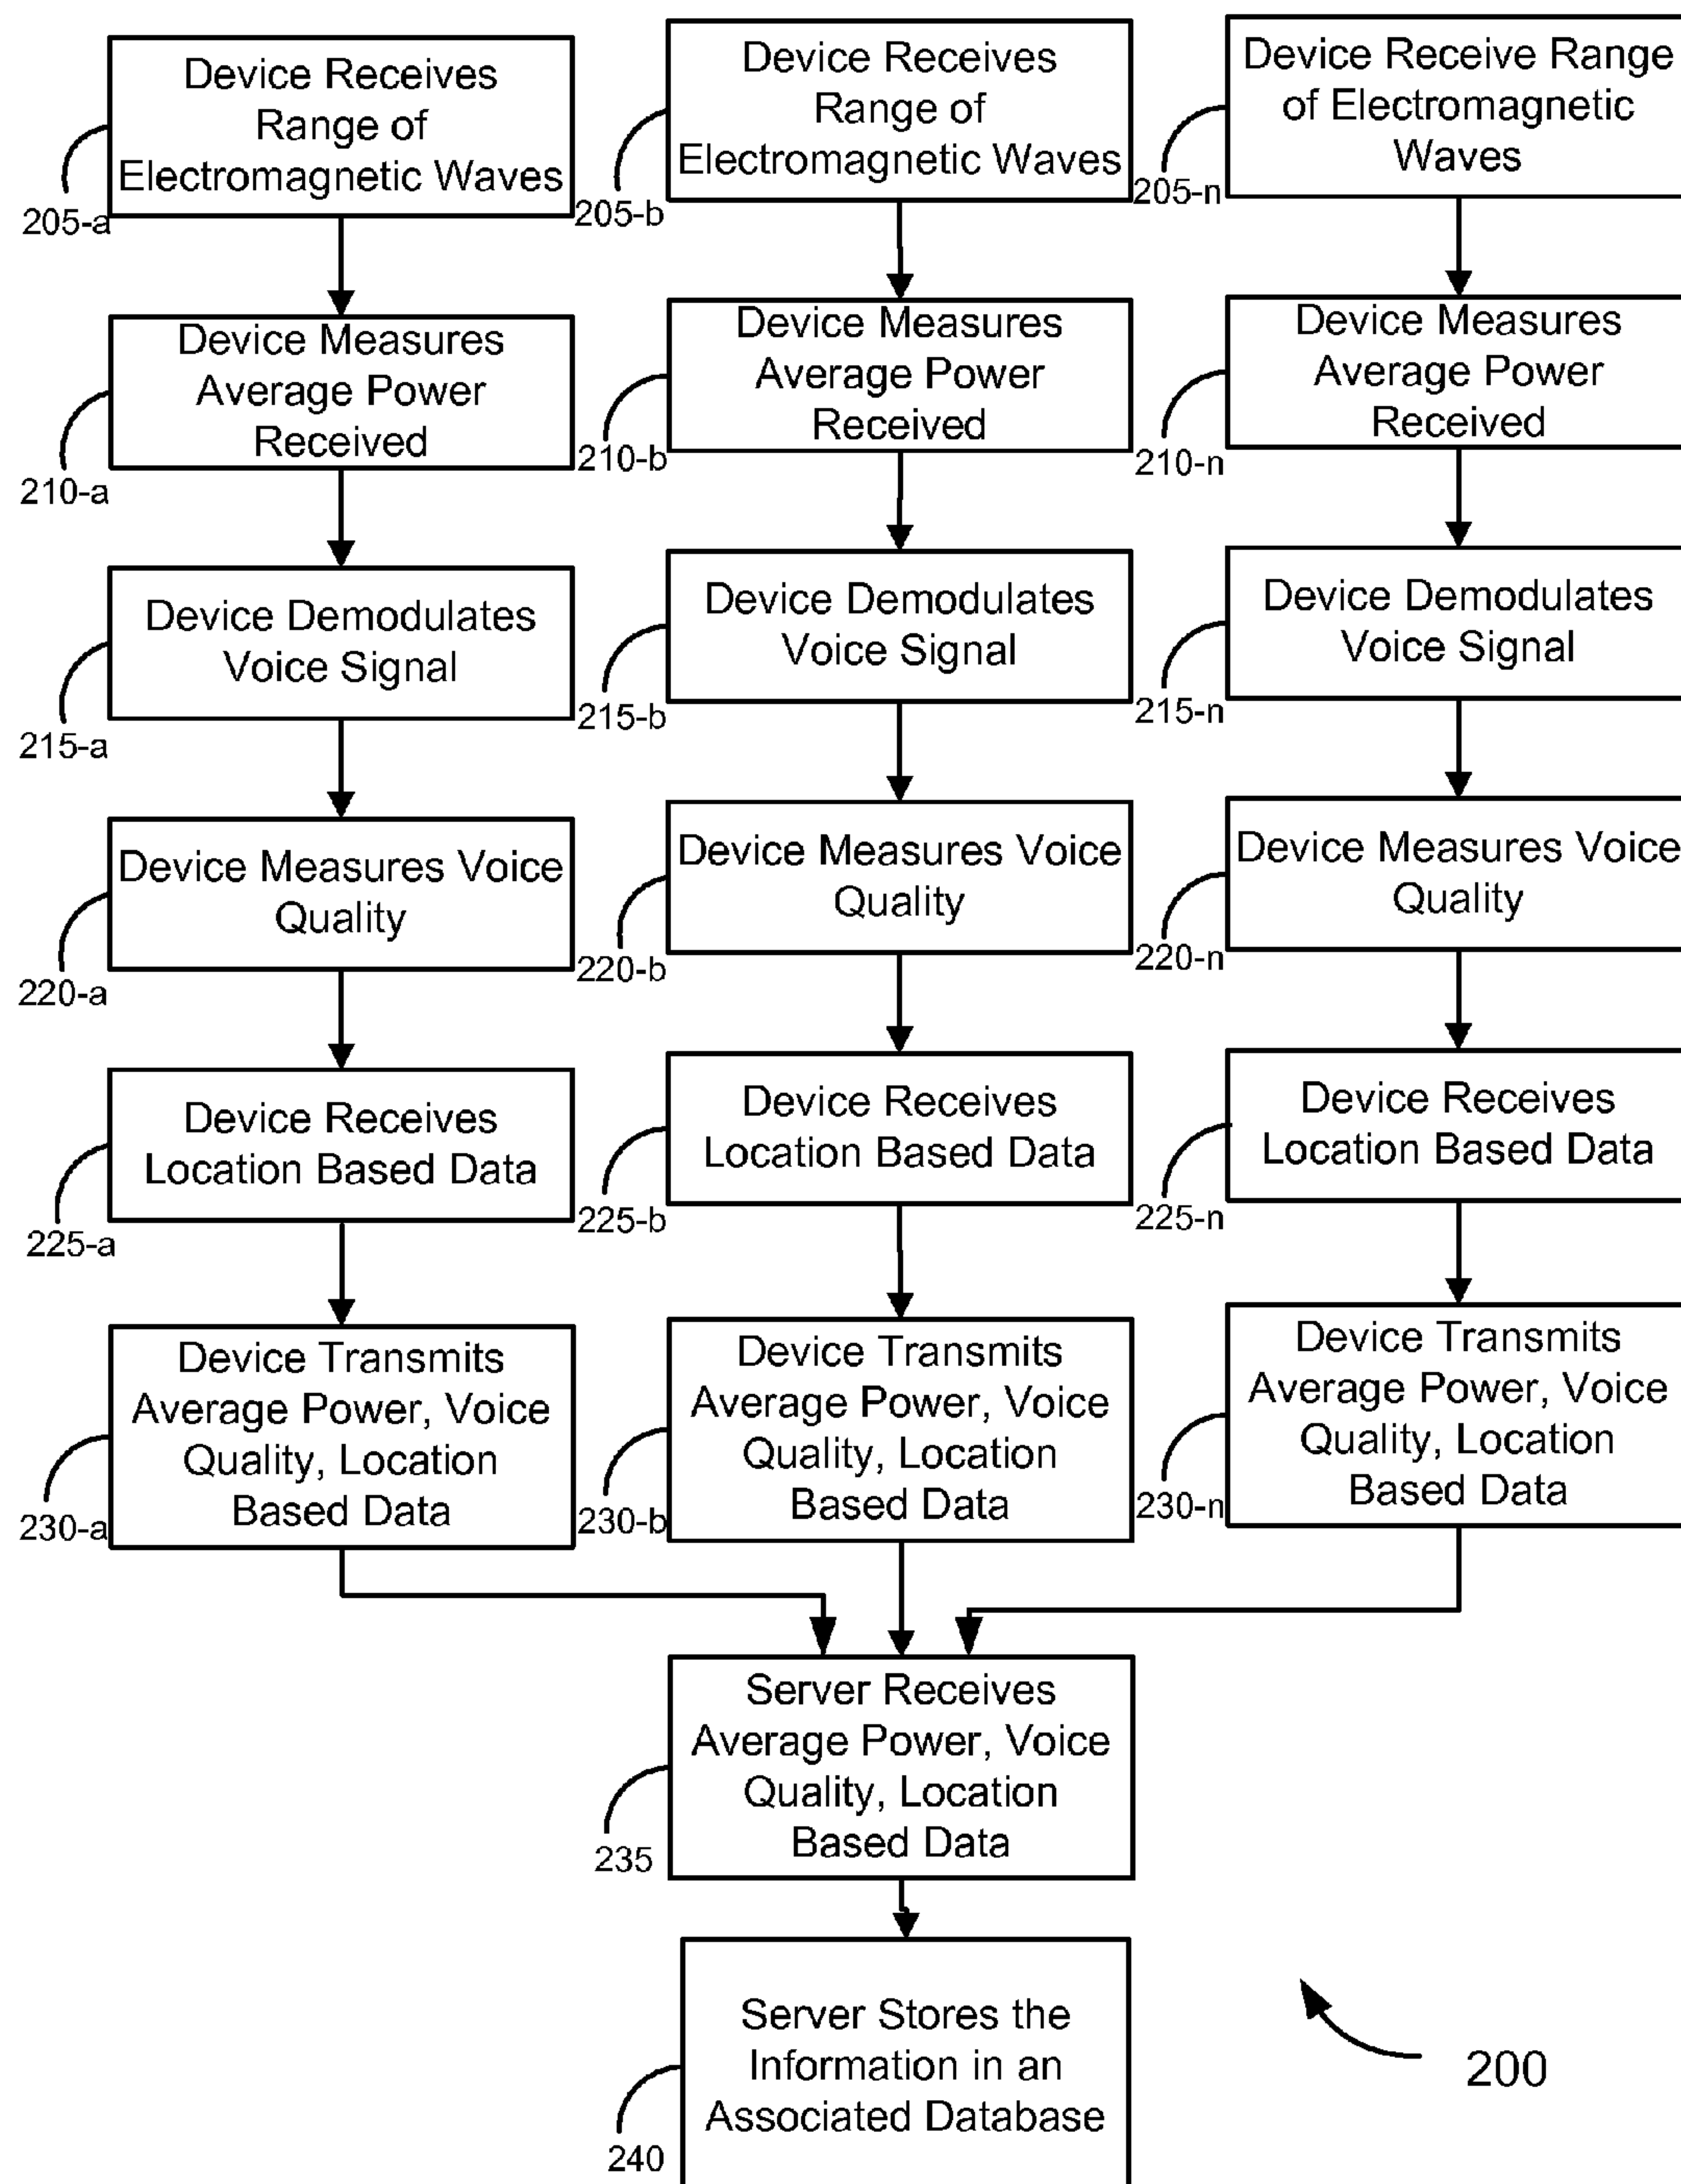 Device Receives
Range of
Electromagnetic Waves
205-a
Device Receives
Range of
Electromagnetic Waves
205-b
Device Receive Range
of Electromagnetic
Waves
205-n
Device Measures
Average Power
Received
210-a
Device Measures
Average Power
Received
210-b
Device Measures
Average Power
Received
210-n
Device Demodulates
Voice Signal
215-a
Device Demodulates
Voice Signal
215-b
Device Demodulates
Voice Signal
215-n
Device Measures Voice
Quality
220-a
Device Measures Voice
Quality
220-b
Device Measures Voice
Quality
220-n
Device Receives
Location Based Data
225-a
Device Receives
Location Based Data
225-b
Device Receives
Location Based Data
225-n
Device Transmits
Average Power, Voice
Quality, Location
Based Data
230-a
Device Transmits
Average Power, Voice
Quality, Location
Based Data
230-b
Device Transmits
Average Power, Voice
Quality, Location
Based Data
230-n
Server Receives
Average Power, Voice
Quality, Location
Based Data
235
Server Stores the
Information in an
Associated Database
240
200